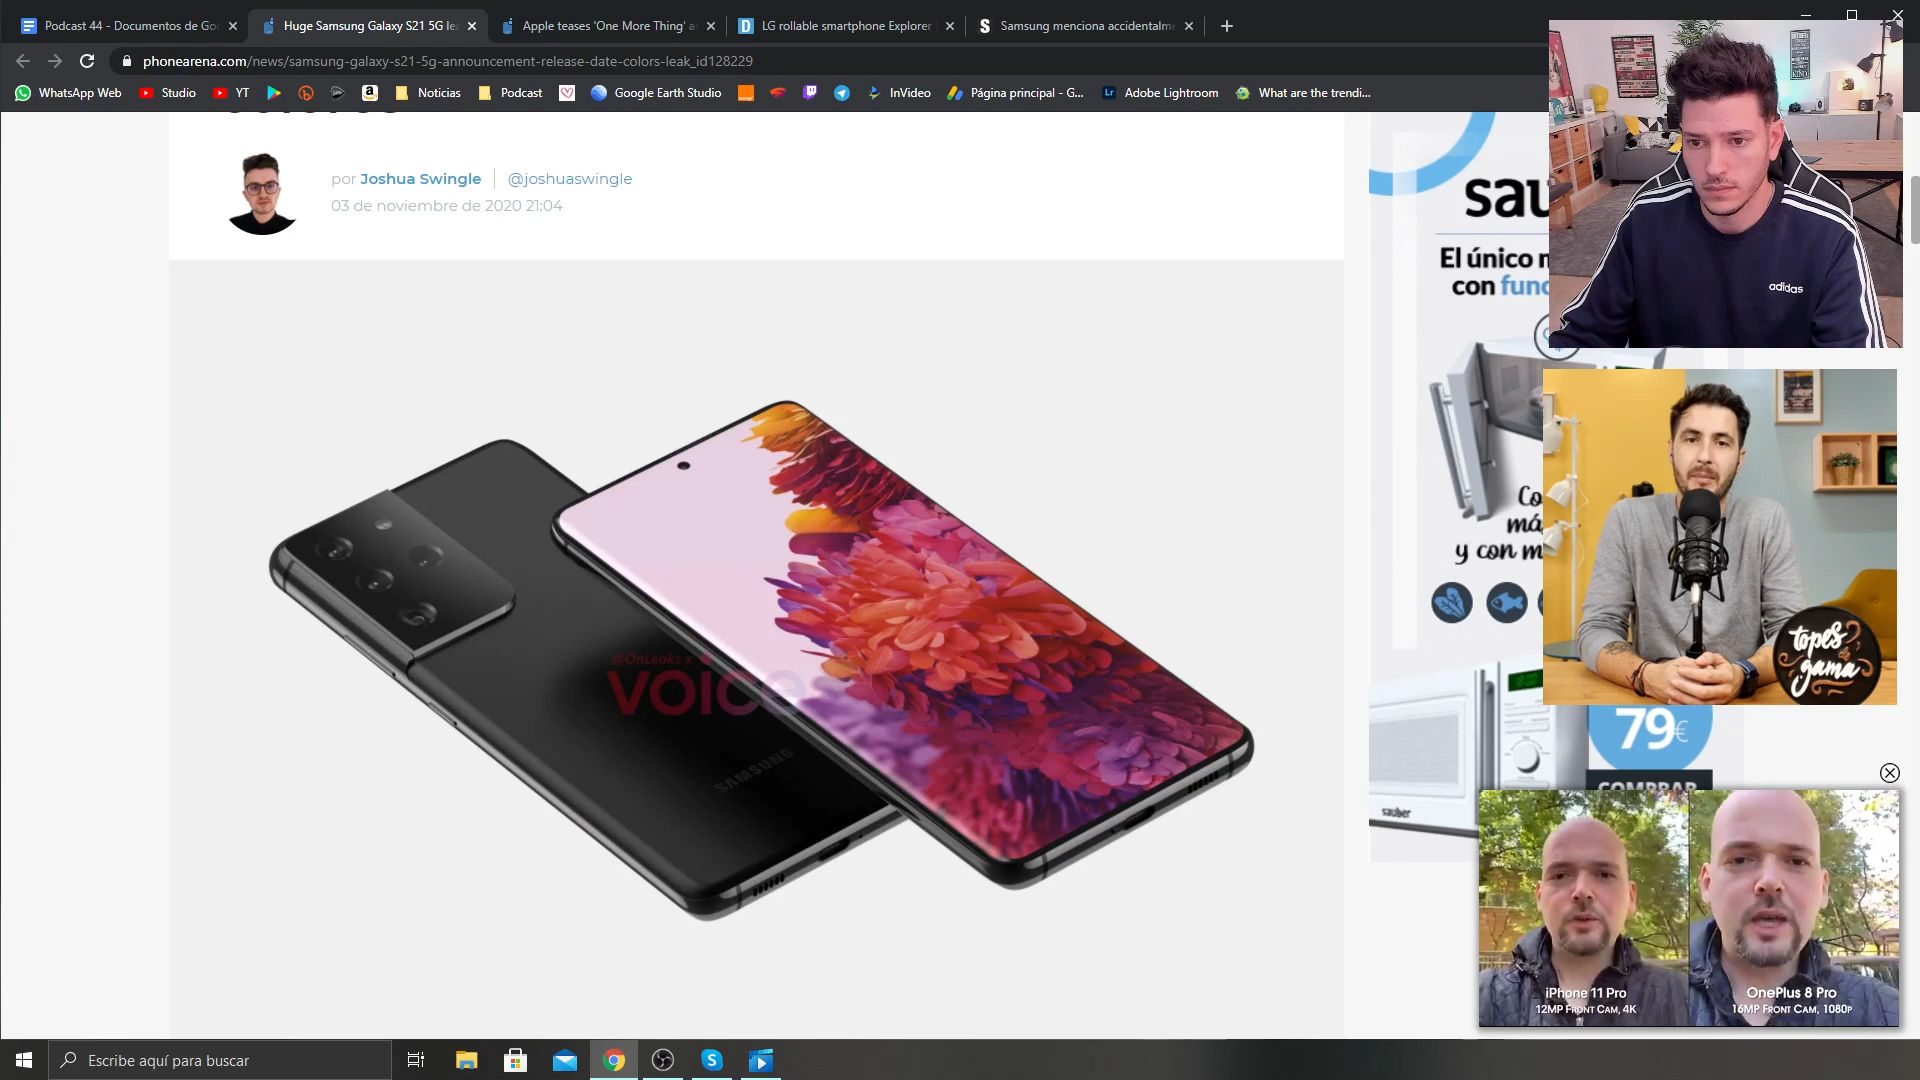 Podcast 44 - Documentos de Go
Huge Samsung Galaxy S21 5G le
Apple teases 'One More Thing' a
LG rollable smartphone Explorer
Samsung menciona accidentalme
phonearena.com/news/samsung-galaxy-s21-5g-announcement-release-date-colors-leak_id128229
WhatsApp Web
Studio
YT
Noticias
Podcast
Google Earth Studio
InVideo
Página principal - G...
Adobe Lightroom
What are the trendi...
por Joshua Swingle
@joshuaswingle
03 de noviembre de 2020 21:04
@OnLeaks x
VOICE
SAMSUNG
sau
El único m
con func
Co
má
y con m
79€
COMPRAR
sauber
adidas
topes
de
gama
iPhone 11 Pro
12MP Front Cam, 4K
OnePlus 8 Pro
16MP Front Cam, 1080p
Escribe aquí para buscar